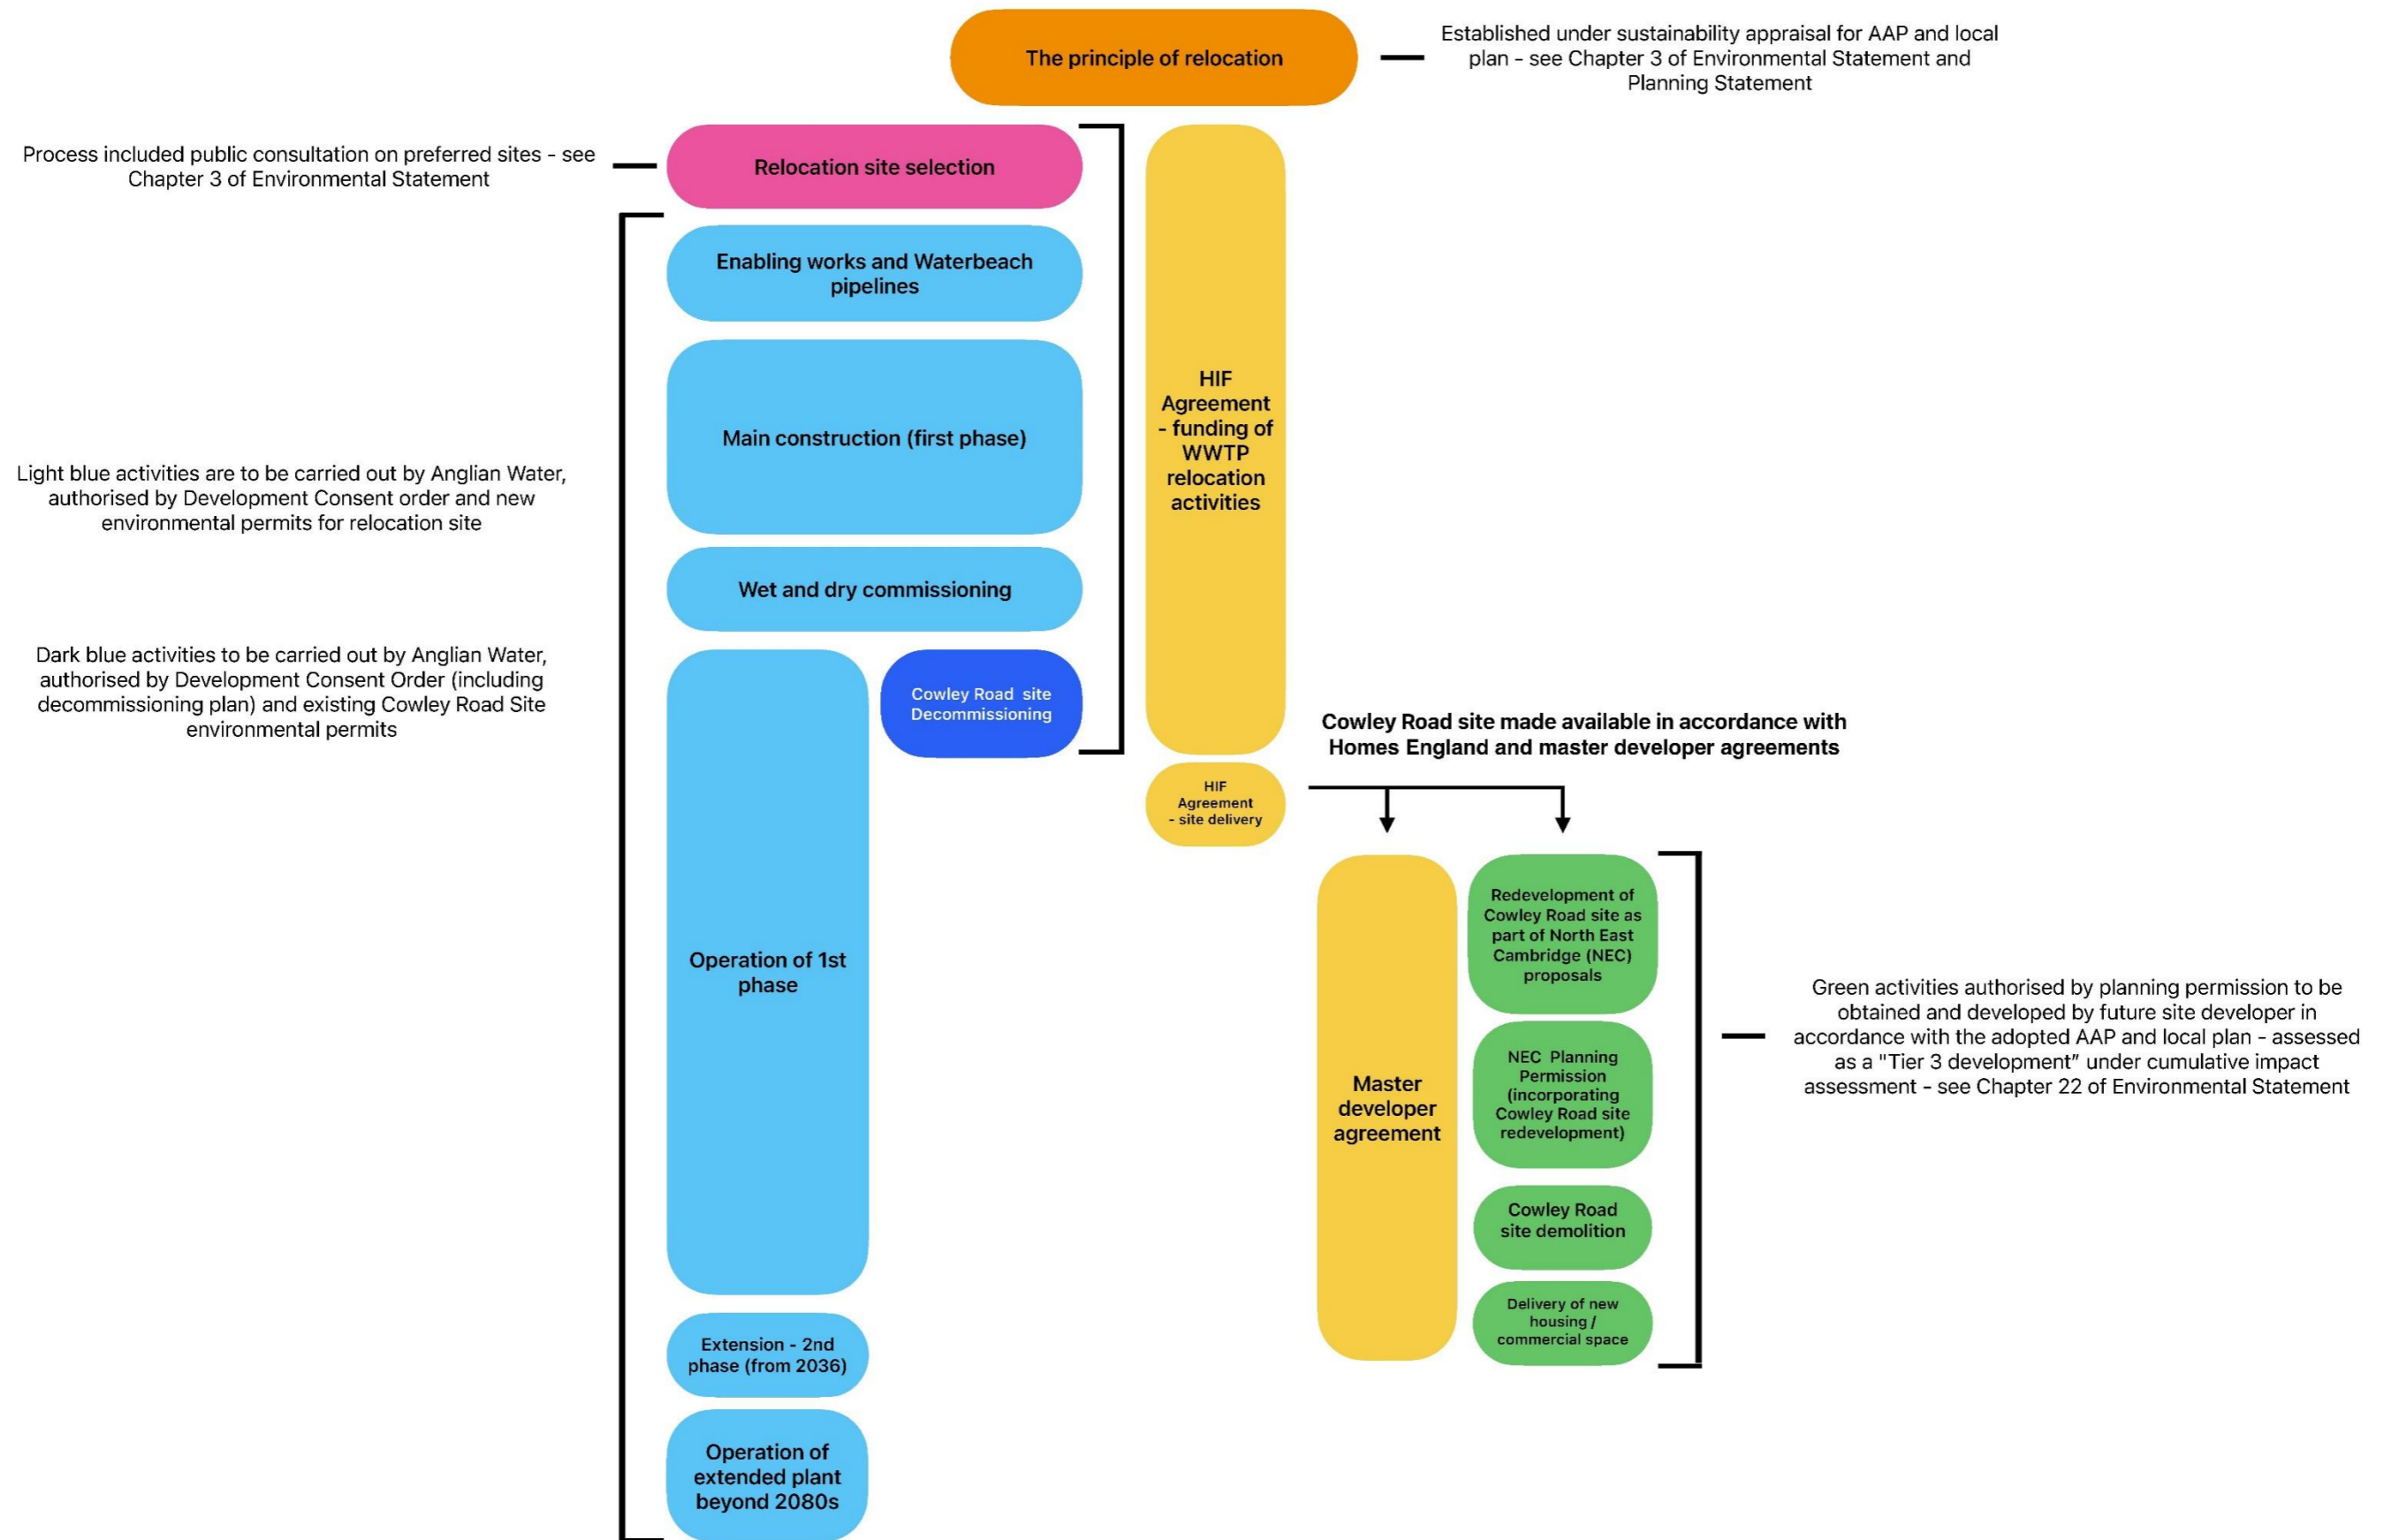 The principle of relocation
Established under sustainability appraisal for AAP and local
plan - see Chapter 3 of Environmental Statement and
Planning Statement
Process included public consultation on preferred sites - see
Chapter 3 of Environmental Statement
Relocation site selection
Enabling works and Waterbeach
pipelines
Main construction (first phase)
HIF
Agreement
- funding of
WWTP
relocation
activities
Light blue activities are to be carried out by Anglian Water,
authorised by Development Consent order and new
environmental permits for relocation site
Wet and dry commissioning
Dark blue activities to be carried out by Anglian Water,
authorised by Development Consent Order (including
decommissioning plan) and existing Cowley Road Site
environmental permits
Cowley Road site
Decommissioning
Cowley Road site made available in accordance with
Homes England and master developer agreements
HIF
Agreement
- site delivery
Operation of 1st
phase
Master
developer
agreement
Redevelopment of
Cowley Road site as
part of North East
Cambridge (NEC)
proposals
NEC Planning
Permission
(incorporating
Cowley Road site
redevelopment)
Cowley Road
site demolition
Delivery of new
housing /
commercial space
Green activities authorised by planning permission to be
obtained and developed by future site developer in
accordance with the adopted AAP and local plan - assessed
as a "Tier 3 development” under cumulative impact
assessment - see Chapter 22 of Environmental Statement
Extension - 2nd
phase (from 2036)
Operation of
extended plant
beyond 2080s